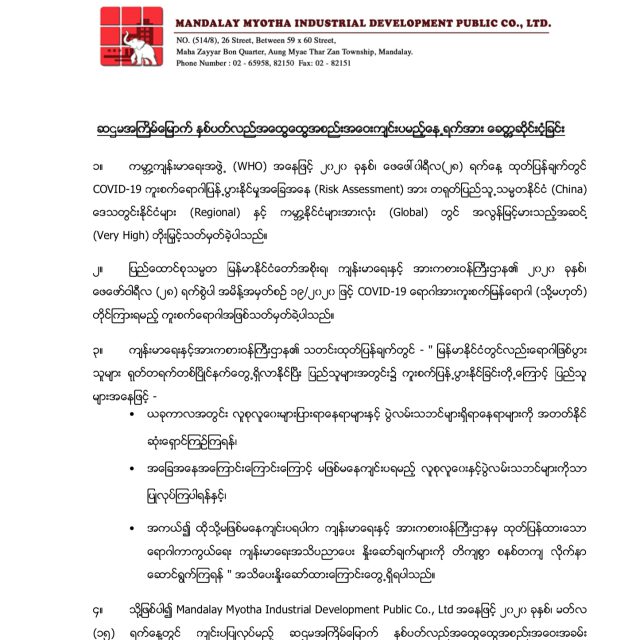 MANDALAY MYOTHA INDUSTRIAL DEVELOPMENT PUBLIC CO., LTD.
NO. (514/8), 26 Street, Between 59 x 60 Street,
Maha Zayyar Bon Quarter, Aung Myae Thar Zan Township, Mandalay.
Phone Number : 02 - 65958, 82150 Fax: 02 - 82151
ဆဌမအကြိမ်မြောက် နှစ်ပတ်လည်အထွေထွေအစည်းအဝေးကျင်းပမည့်နေ့ရက်အား ခေတ္တဆိုင်းငံ့ခြင်း
၁။ ကမ္ဘာ့ကျန်းမာရေးအဖွဲ့ (WHO) အနေဖြင့် ၂၀၂၀ ခုနှစ်၊ ဖေဖေါ်ဝါရီလ(၂၈) ရက်နေ့ ထုတ်ပြန်ချက်တွင်
COVID-19 ကူးစက်ရောဂါပြန့်ပွားနိုင်မှုအခြေအနေ (Risk Assessment) အား တရုတ်ပြည်သူ့သမ္မတနိုင်ငံ (China)
ဒေသတွင်းနိုင်ငံများ (Regional) နှင့် ကမ္ဘာ့နိုင်ငံများအားလုံး (Global) တွင် အလွန်မြင့်မားသည့်အဆင့်
(Very High) တိုးမြှင့်သတ်မှတ်ခဲ့ပါသည်။
၂။ ပြည်ထောင်စုသမ္မတ မြန်မာနိုင်ငံတော်အစိုးရ၊ ကျန်းမာရေးနှင့် အားကစားဝန်ကြီးဌာန၏ ၂၀၂၀ ခုနှစ်၊
ဖေဖော်ဝါရီလ (၂၈) ရက်စွဲပါ အမိန့်အမှတ်စဉ် ၁၉/၂၀၂၀ ဖြင့် COVID-19 ရောဂါအားကူးစက်မြန်ရောဂါ (သို့မဟုတ်)
တိုင်ကြားရမည့် ကူးစက်ရောဂါအဖြစ်သတ်မှတ်ခဲ့ပါသည်။
၃။ ကျန်းမာရေးနှင့်အားကစားဝန်ကြီးဌာန၏ သတင်းထုတ်ပြန်ချက်တွင် - " မြန်မာနိုင်ငံတွင်လည်းရောဂါဖြစ်ပွား
သူများ ရုတ်တရက်တစ်ပြိုင်နက်တွေ့ရှိလာနိုင်ပြီး ပြည်သူများအတွင်း၌ ကူးစက်ပြန့်ပွားနိုင်ခြင်းတို့ကြောင့် ပြည်သူ
များအနေဖြင့် -
• ယခုကာလအတွင်း လူစုလူဝေးများပြားရာနေရာများနှင့် ပွဲလမ်းသဘင်များရှိရာနေရာများကို အတတ်နိုင်
ဆုံးရှောင်ကြဉ်ကြရန်၊
• အခြေအနေအကြောင်းကြောင်းကြောင့် မဖြစ်မနေကျင်းပရမည့် လူစုလူဝေးနှင့်ပွဲလမ်းသဘင်များကိုသာ
ပြုလုပ်ကြပါရန်နှင့်၊
• အကယ်၍ ထိုသို့မဖြစ်မနေကျင်းပရပါက ကျန်းမာရေးနှင့် အားကစားဝန်ကြီးဌာနမှ ထုတ်ပြန်ထားသော
ရောဂါကာကွယ်ရေး ကျန်းမာရေးအသိပညာပေး နှိုးဆော်ချက်များကို တိကျစွာ စနစ်တကျ လိုက်နာ
ဆောင်ရွက်ကြရန် " အသိပေးနှိုးဆော်ထားကြောင်းတွေ့ရှိရပါသည်။
၄။ သို့ဖြစ်ပါ၍ Mandalay Myotha Industrial Development Public Co., Ltd အနေဖြင့် ၂၀၂၀ ခုနှစ်၊ မတ်လ
(၁၅) ရက်နေ့တွင် ကျင်းပပြုလုပ်မည့် ဆဌမအကြိမ်မြောက် နှစ်ပတ်လည်အထွေထွေအစည်းအဝေးအခမ်း